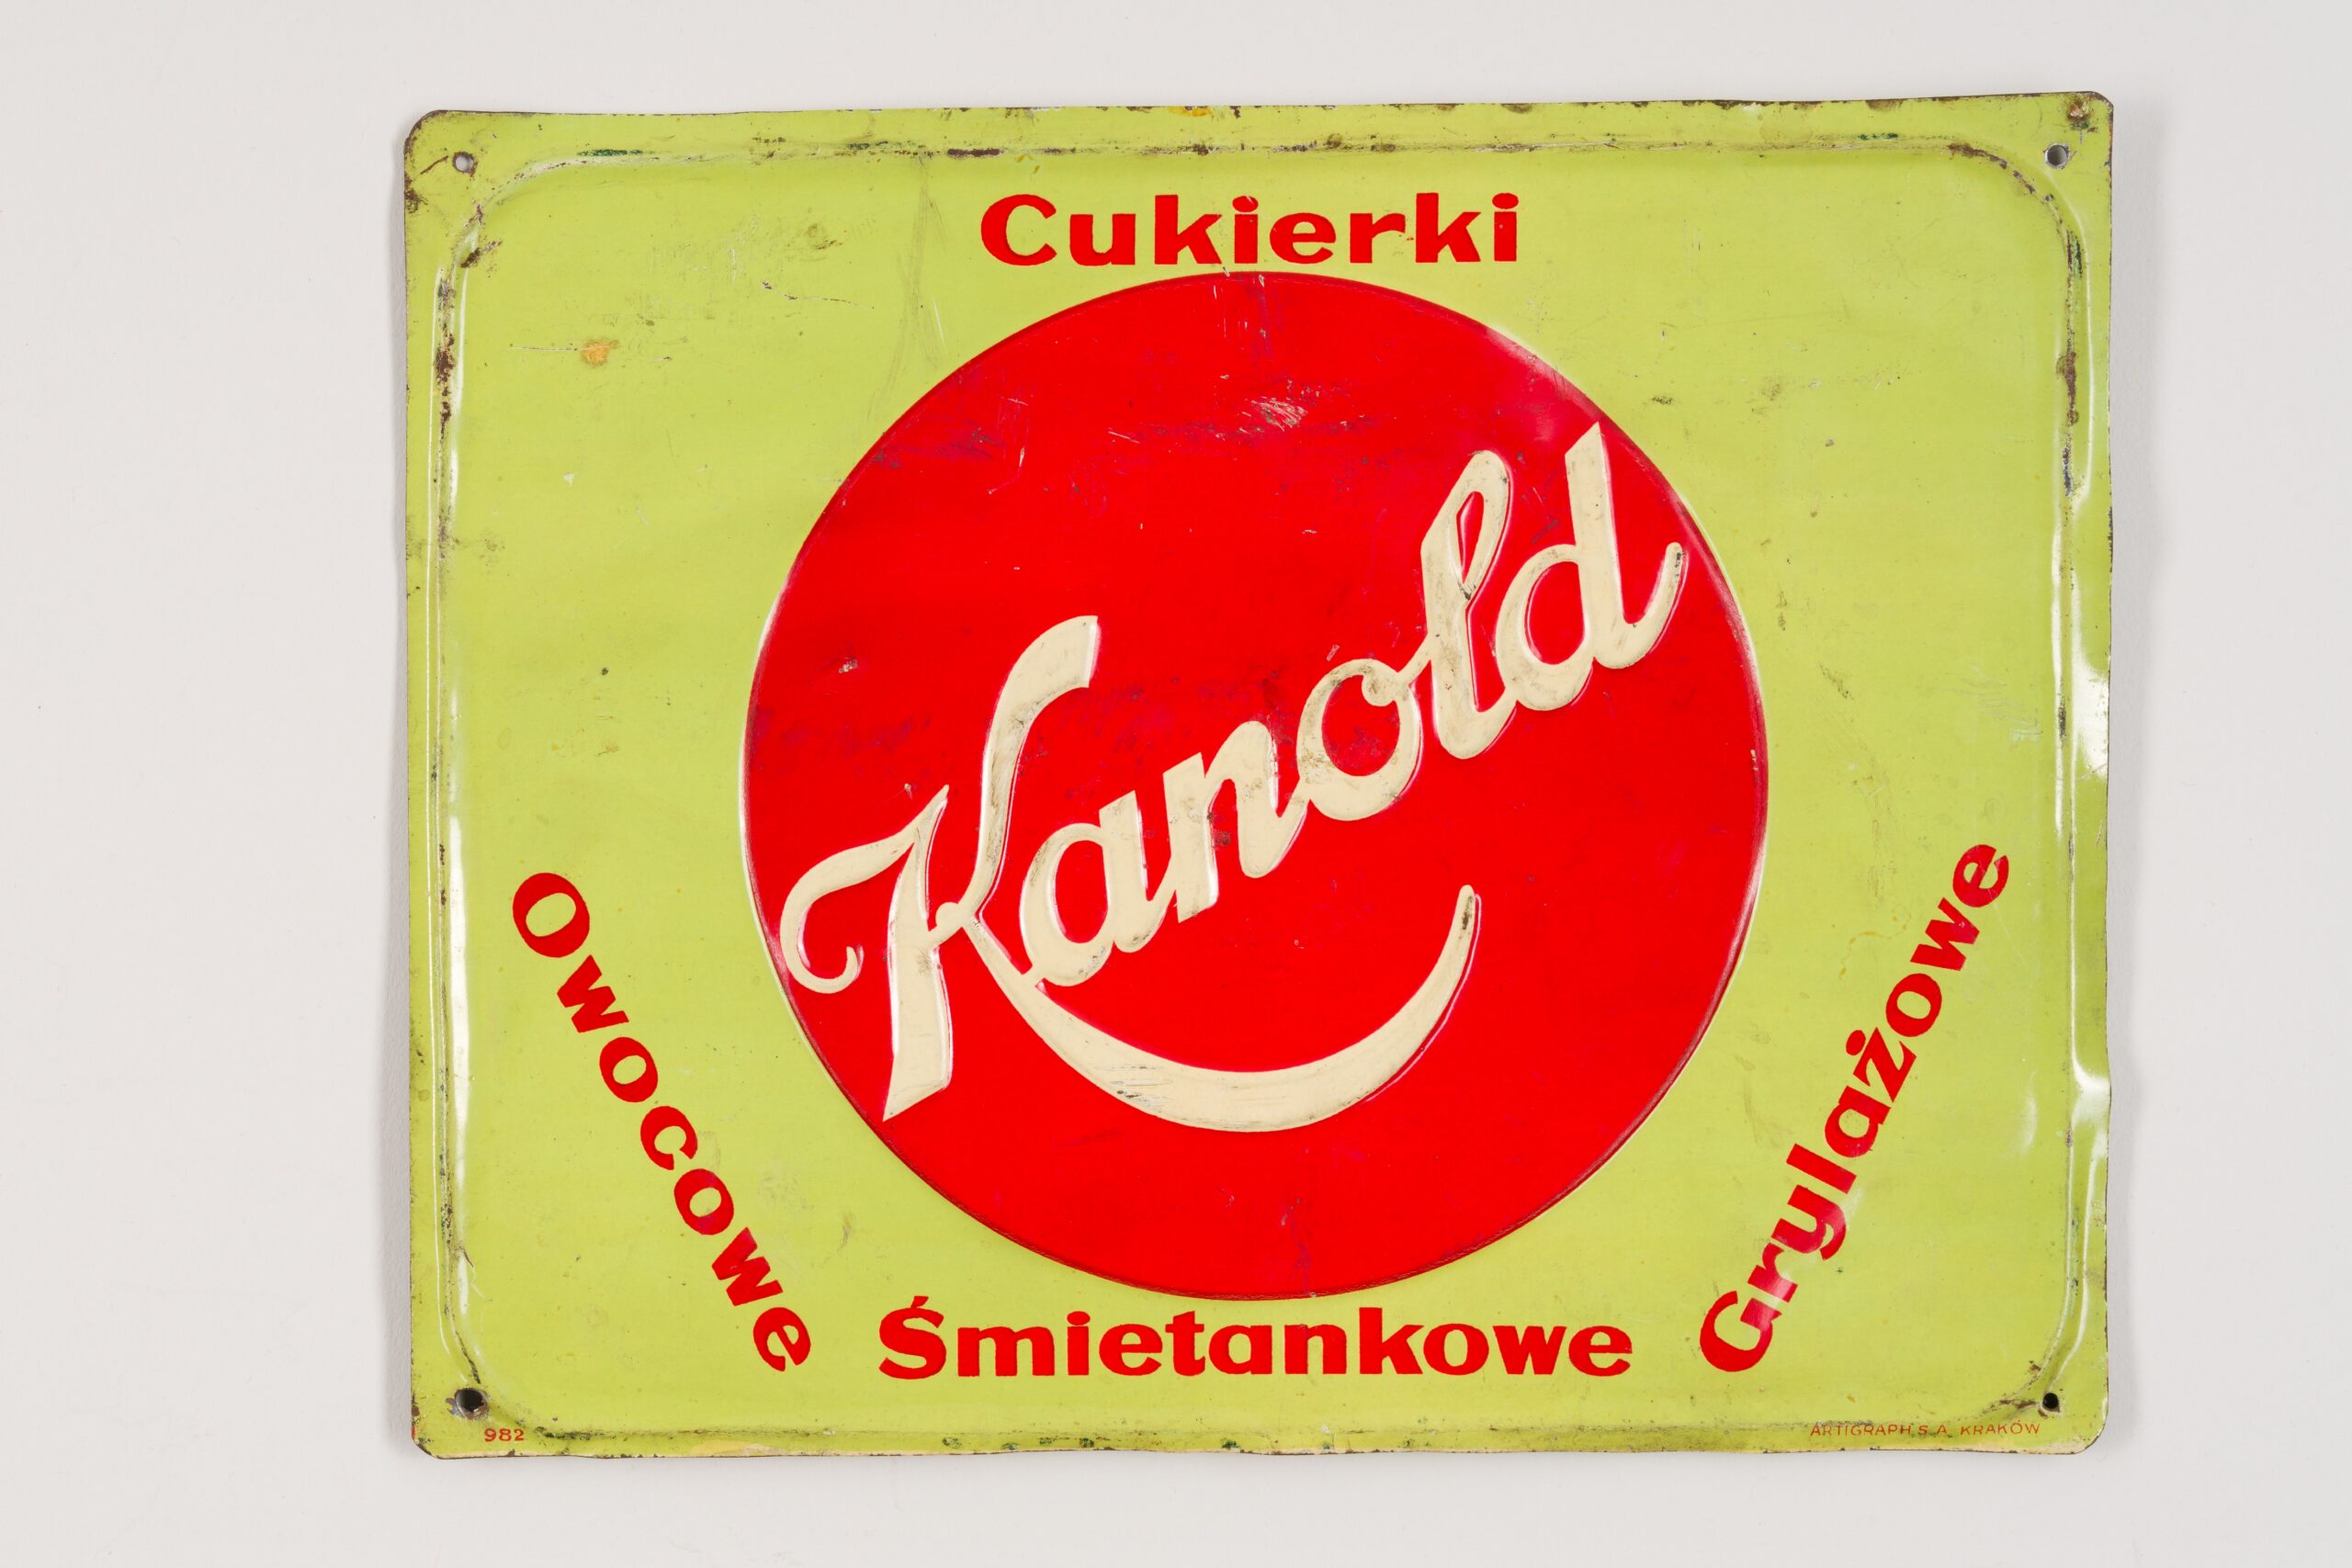 Cukierki
Kanold
Owocowe
Śmietankowe
Grylażowe
982
ARTIGRAPH S.A. KRAKÓW